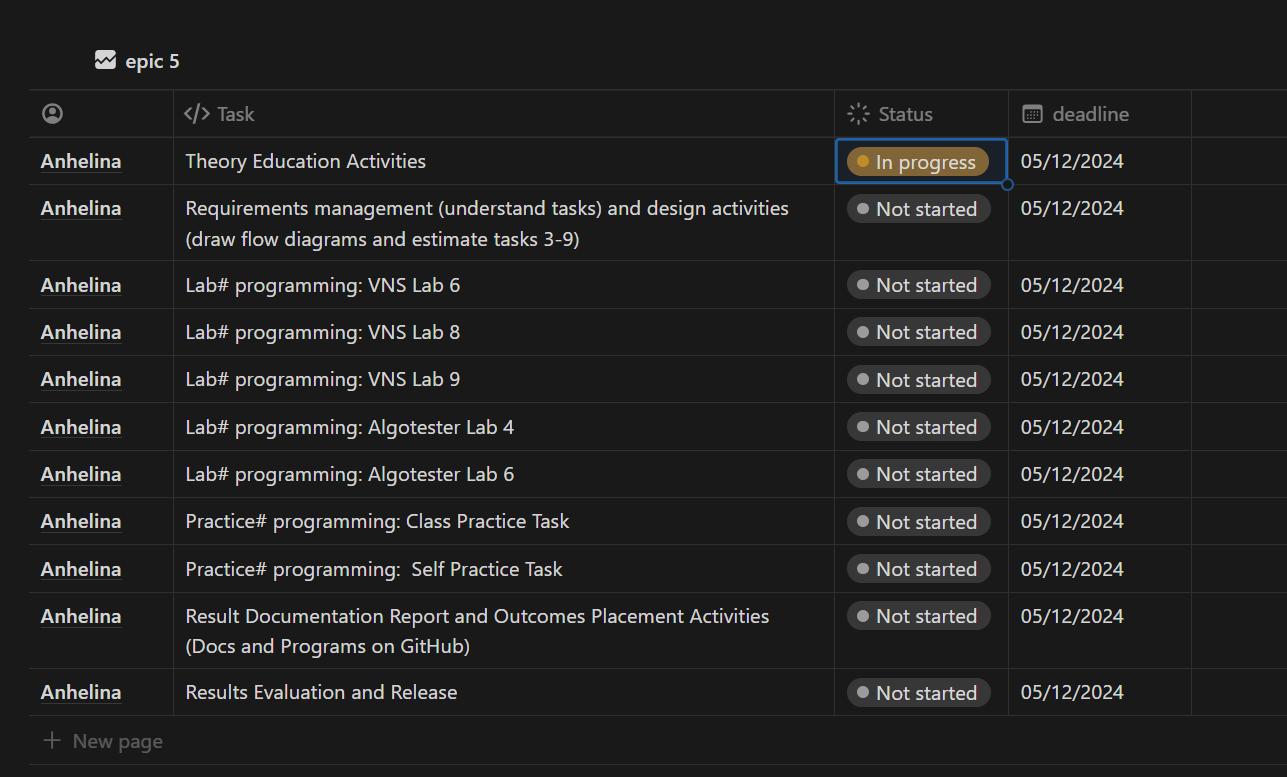 epic 5
Task Status deadline
Anhelina Theory Education Activities In progress 05/12/2024
Anhelina Requirements management (understand tasks) and design activities Not started 05/12/2024
(draw flow diagrams and estimate tasks 3-9)
Anhelina Lab# programming: VNS Lab 6 Not started 05/12/2024
Anhelina Lab# programming: VNS Lab 8 Not started 05/12/2024
Anhelina Lab# programming: VNS Lab 9 Not started 05/12/2024
Anhelina Lab# programming: Algotester Lab 4 Not started 05/12/2024
Anhelina Lab# programming: Algotester Lab 6 Not started 05/12/2024
Anhelina Practice# programming: Class Practice Task Not started 05/12/2024
Anhelina Practice# programming:  Self Practice Task Not started 05/12/2024
Anhelina Result Documentation Report and Outcomes Placement Activities Not started 05/12/2024
(Docs and Programs on GitHub)
Anhelina Results Evaluation and Release Not started 05/12/2024
New page